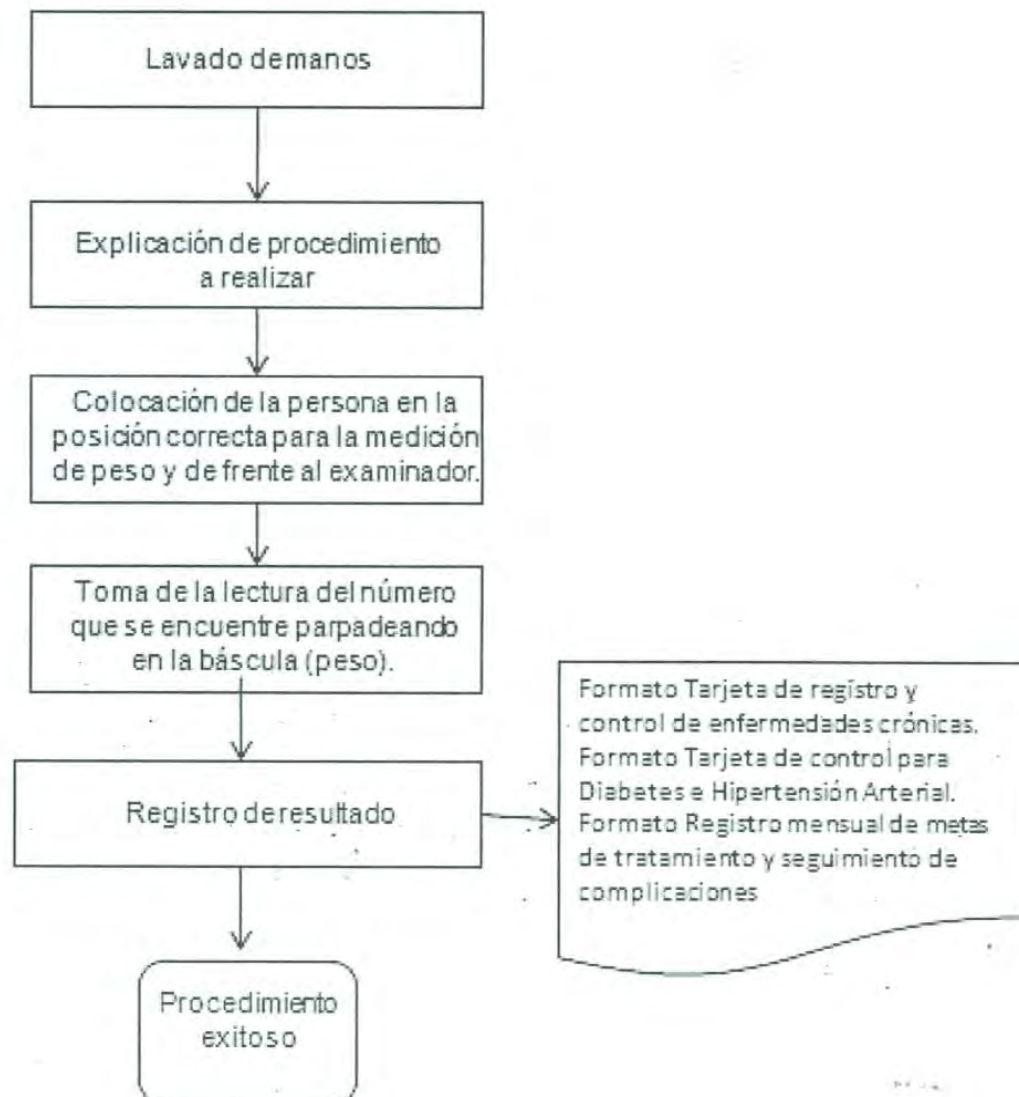 Lavado demanos
Explicación de procedimiento
a realizar
Colocación de la persona en la
posición correcta para la medición
de peso y de frente al examinador.
Toma de la lectura del número
que se encuentre parpadeando
en la báscula (peso).
Registro deresultado
Formato Tarjeta de registro y
control de enfermedades crónicas.
Formato Tarjeta de control para
Diabetes e Hipertensión Arterial.
Formato Registro mensual de metas
de tratamiento y seguimiento de
complicaciones
Procedimiento
exitoso